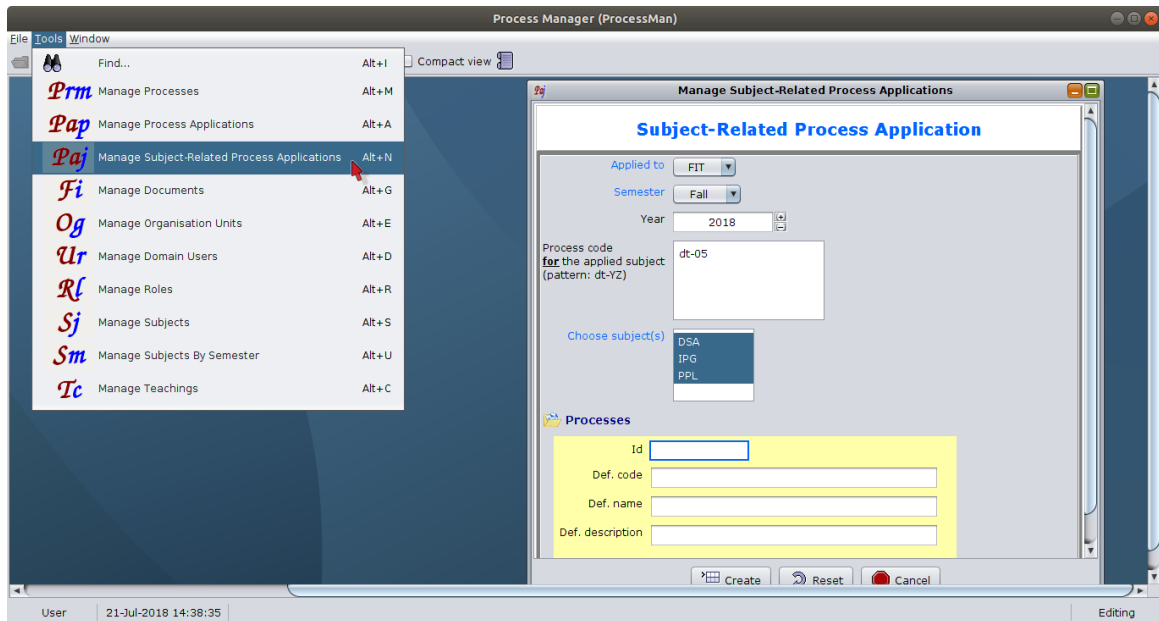 Process Manager (ProcessMan)
File Tools Window
Find... Alt+I
Compact view
Prm Manage Processes Alt+M
Pap Manage Process Applications Alt+A
Paj Manage Subject-Related Process Applications Alt+N
Fi Manage Documents Alt+G
Og Manage Organisation Units Alt+E
Ur Manage Domain Users Alt+D
Rl Manage Roles Alt+R
Sj Manage Subjects Alt+S
Sm Manage Subjects By Semester Alt+U
Tc Manage Teachings Alt+C
Paj Manage Subject-Related Process Applications
Subject-Related Process Application
Applied to FIT
Semester Fall
Year 2018
Process code
for the applied subject
(pattern: dt-YZ)
dt-05
Choose subject(s)
DSA
IPG
PPL
Processes
Id
Def. code
Def. name
Def. description
Create Reset Cancel
User 21-Jul-2018 14:38:35 Editing